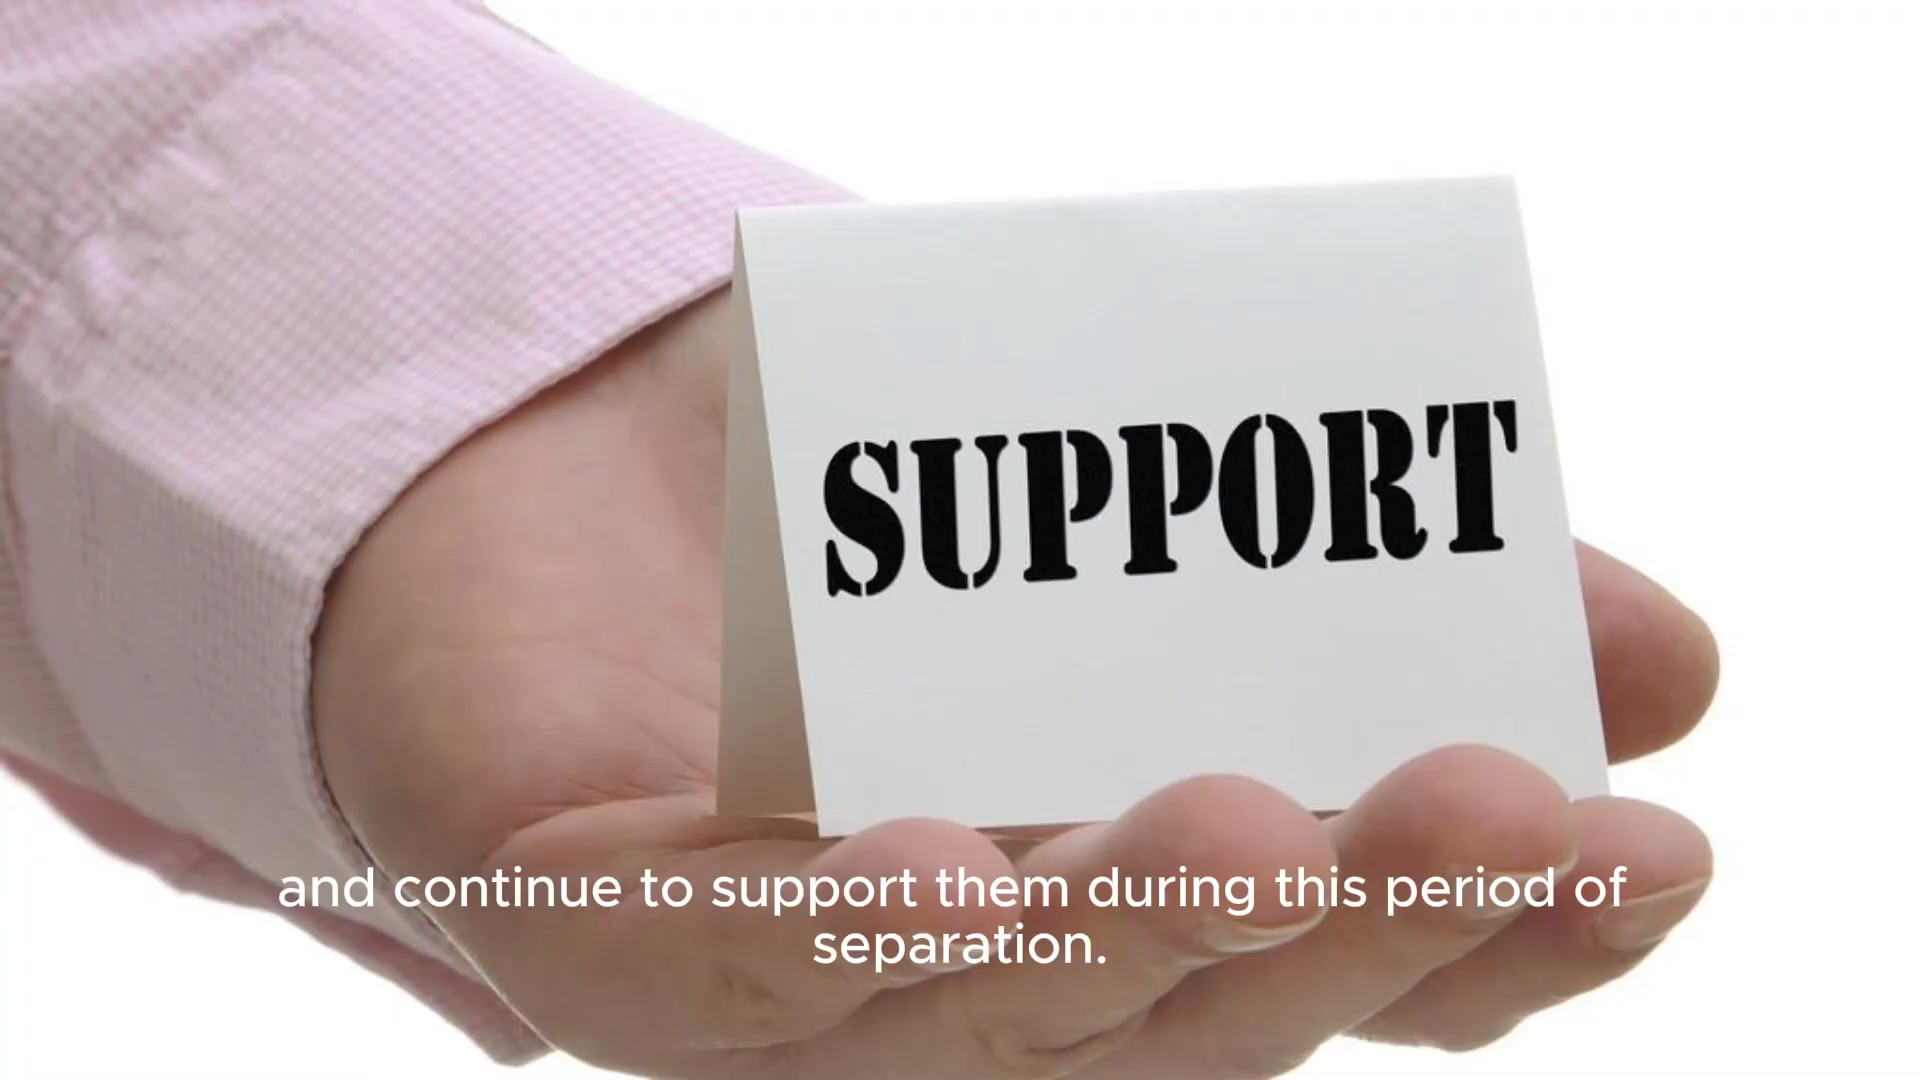 SUPPORT
and continue to support them during this period of
separation.